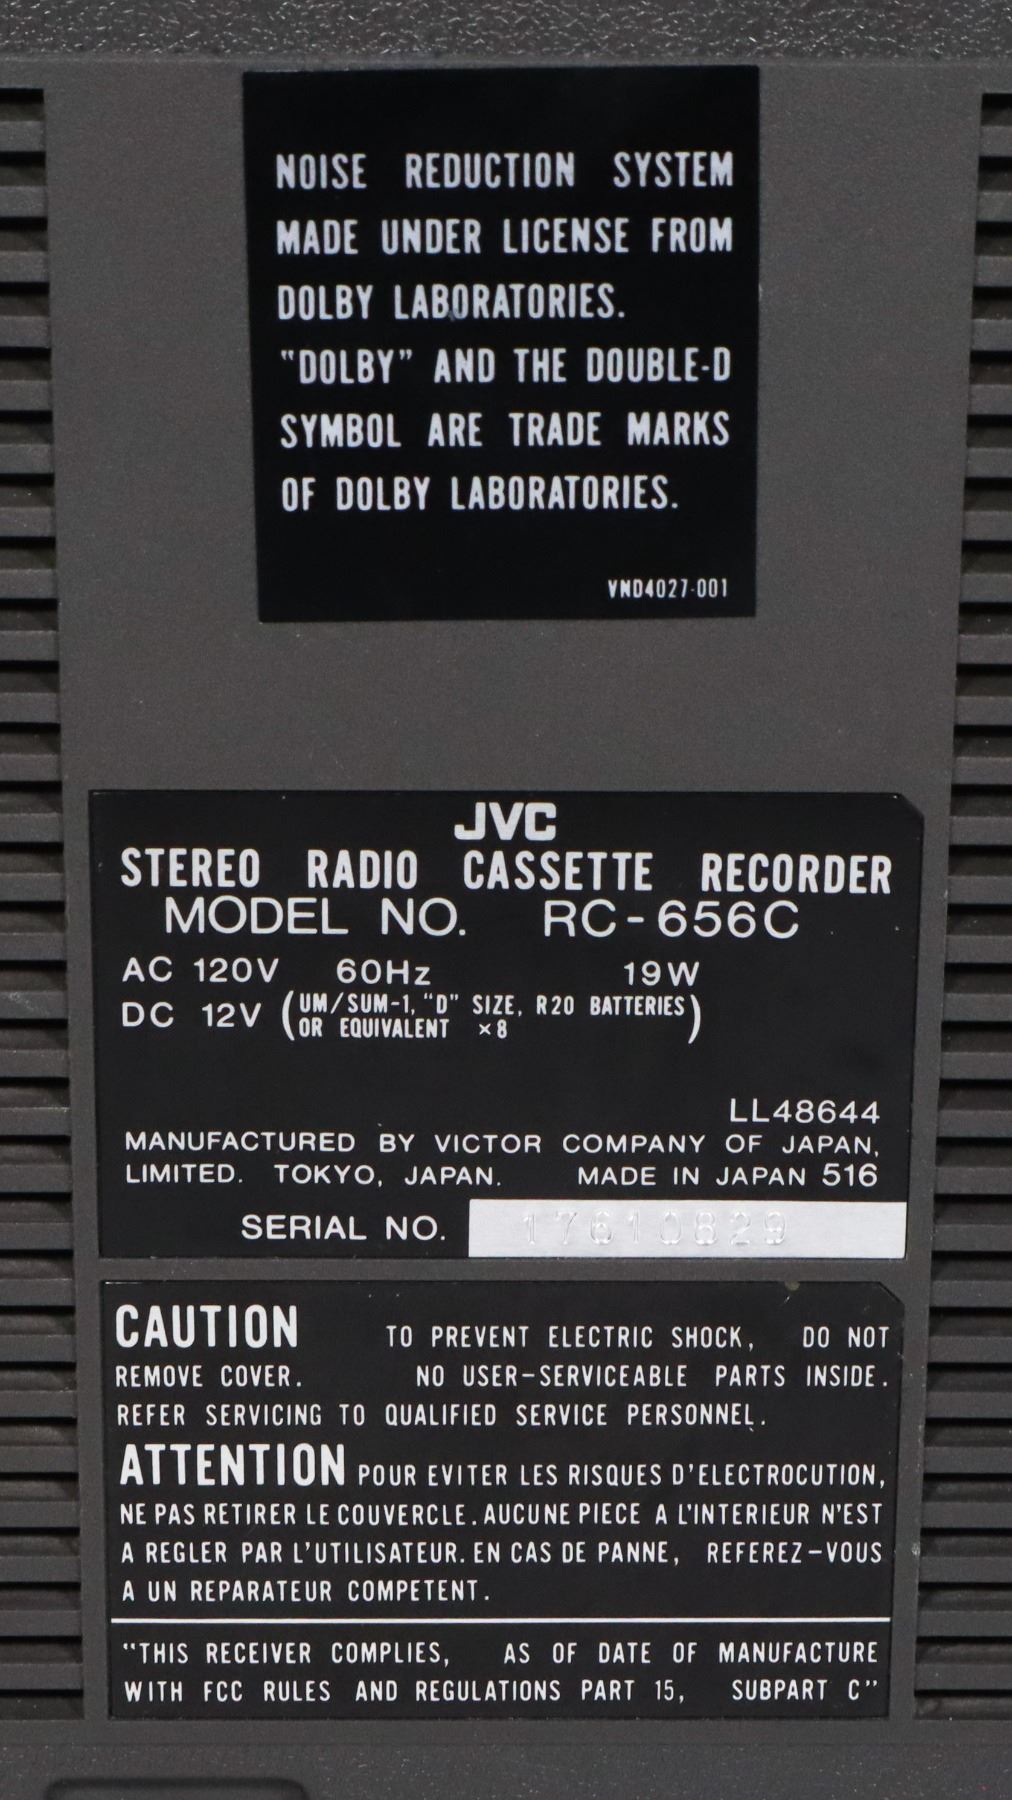 NOISE REDUCTION SYSTEM
MADE UNDER LICENSE FROM
DOLBY LABORATORIES.
"DOLBY" AND THE DOUBLE-D
SYMBOL ARE TRADE MARKS
OF DOLBY LABORATORIES.
VND4027-001
JVC
STEREO RADIO CASSETTE RECORDER
MODEL NO. RC-656C
AC 120V 60Hz 19W
DC 12V (UM/SUM-1, "D" SIZE, R20 BATTERIES
OR EQUIVALENT ×8)
LL48644
MANUFACTURED BY VICTOR COMPANY OF JAPAN,
LIMITED. TOKYO, JAPAN. MADE IN JAPAN 516
SERIAL NO. 17610829
CAUTION TO PREVENT ELECTRIC SHOCK, DO NOT
REMOVE COVER. NO USER-SERVICEABLE PARTS INSIDE.
REFER SERVICING TO QUALIFIED SERVICE PERSONNEL.
ATTENTION POUR EVITER LES RISQUES D'ELECTROCUTION,
NE PAS RETIRER LE COUVERCLE. AUCUNE PIECE A L'INTERIEUR N'EST
A REGLER PAR L'UTILISATEUR. EN CAS DE PANNE, REFEREZ-VOUS
A UN REPARATEUR COMPETENT.
"THIS RECEIVER COMPLIES, AS OF DATE OF MANUFACTURE
WITH FCC RULES AND REGULATIONS PART 15, SUBPART C"